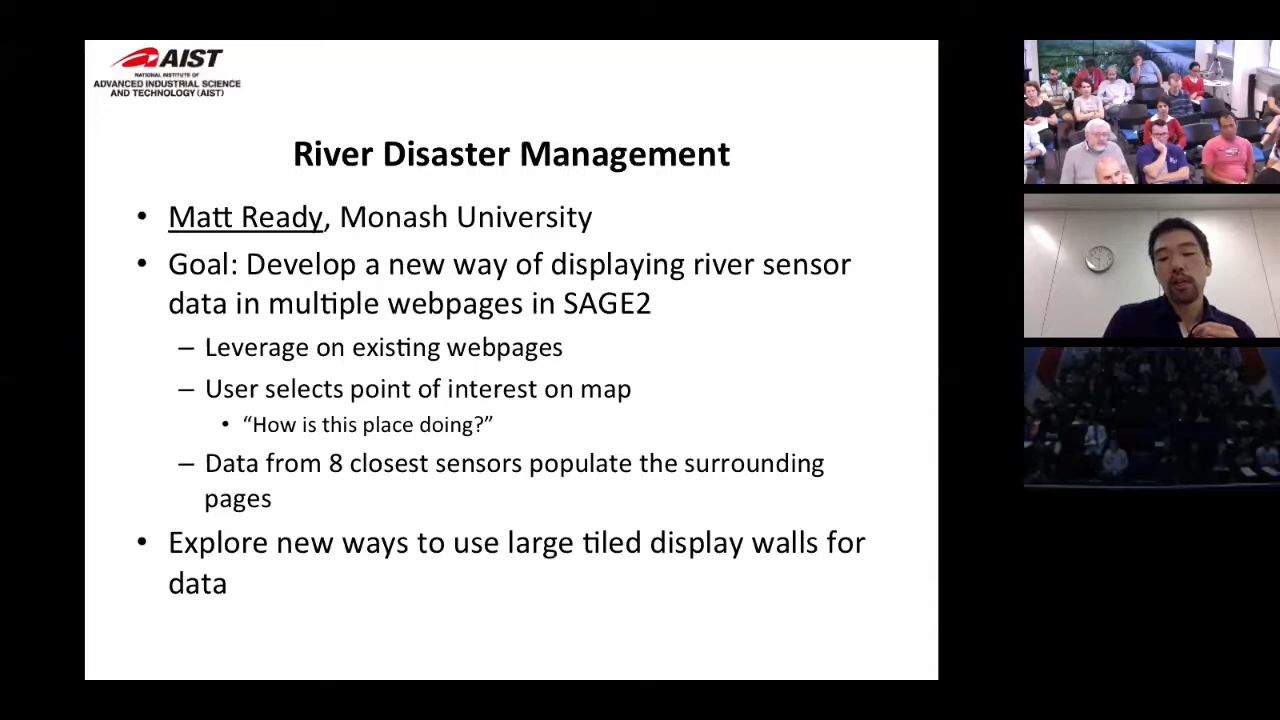 AIST
NATIONAL INSTITUTE OF
ADVANCED INDUSTRIAL SCIENCE
AND TECHNOLOGY (AIST)
River Disaster Management
• Matt Ready, Monash University
• Goal: Develop a new way of displaying river sensor
data in multiple webpages in SAGE2
– Leverage on existing webpages
– User selects point of interest on map
• “How is this place doing?”
– Data from 8 closest sensors populate the surrounding
pages
• Explore new ways to use large tiled display walls for
data